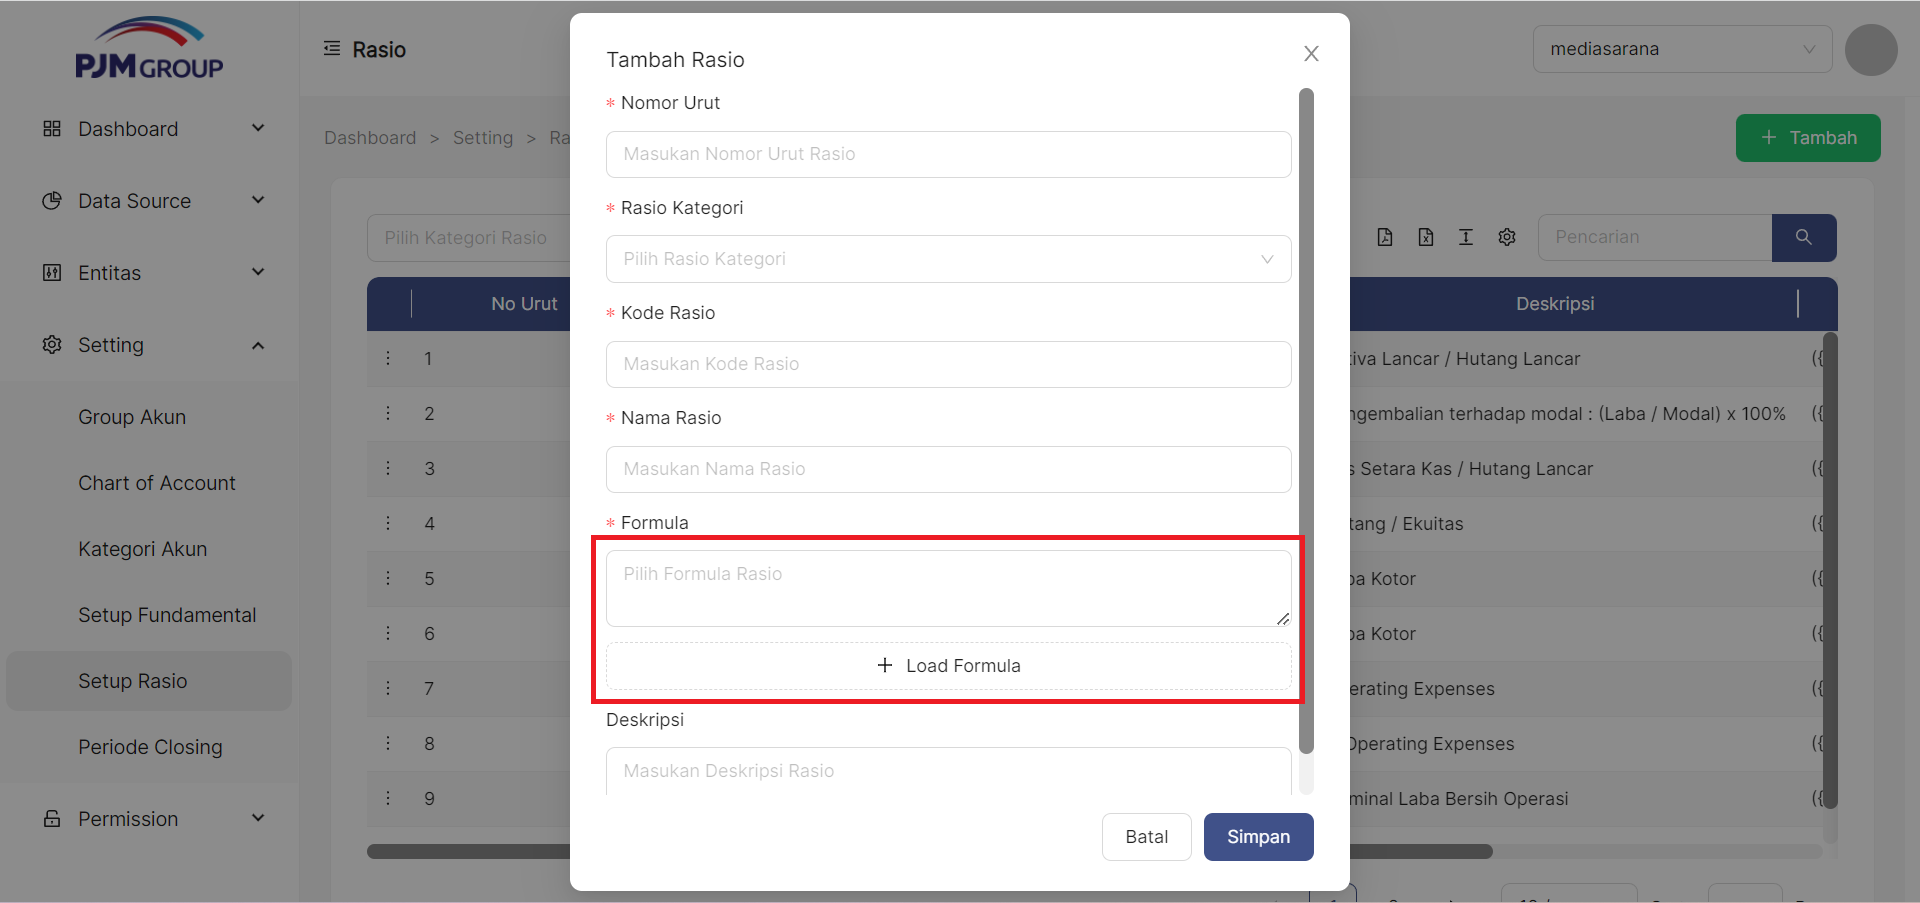 PJM GROUP
Dashboard
Data Source
Entitas
Setting
Group Akun
Chart of Account
Kategori Akun
Setup Fundamental
Setup Rasio
Periode Closing
Permission
Rasio
mediasarana
Dashboard > Setting > Ra
+ Tambah
Pilih Kategori Rasio
Pencarian
No Urut
Deskripsi
1
tiva Lancar / Hutang Lancar ({
2
ngembalian terhadap modal : (Laba / Modal) x 100% ({
3
s Setara Kas / Hutang Lancar ({
4
tang / Ekuitas ({
5
ba Kotor ({
6
ba Kotor ({
7
erating Expenses ({
8
Operating Expenses ({
9
minal Laba Bersih Operasi ({
Tambah Rasio
* Nomor Urut
Masukan Nomor Urut Rasio
* Rasio Kategori
Pilih Rasio Kategori
* Kode Rasio
Masukan Kode Rasio
* Nama Rasio
Masukan Nama Rasio
* Formula
Pilih Formula Rasio
+ Load Formula
Deskripsi
Masukan Deskripsi Rasio
Batal
Simpan